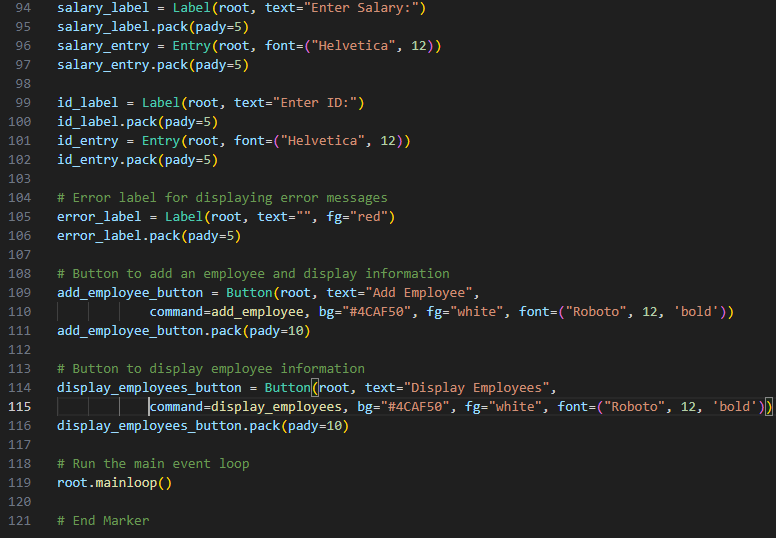 94 salary_label = Label(root, text="Enter Salary:")
95 salary_label.pack(pady=5)
96 salary_entry = Entry(root, font=("Helvetica", 12))
97 salary_entry.pack(pady=5)
98
99 id_label = Label(root, text="Enter ID:")
100 id_label.pack(pady=5)
101 id_entry = Entry(root, font=("Helvetica", 12))
102 id_entry.pack(pady=5)
103
104 # Error label for displaying error messages
105 error_label = Label(root, text="", fg="red")
106 error_label.pack(pady=5)
107
108 # Button to add an employee and display information
109 add_employee_button = Button(root, text="Add Employee",
110             command=add_employee, bg="#4CAF50", fg="white", font=("Roboto", 12, 'bold'))
111 add_employee_button.pack(pady=10)
112
113 # Button to display employee information
114 display_employees_button = Button(root, text="Display Employees",
115             command=display_employees, bg="#4CAF50", fg="white", font=("Roboto", 12, 'bold'))
116 display_employees_button.pack(pady=10)
117
118 # Run the main event loop
119 root.mainloop()
120
121 # End Marker